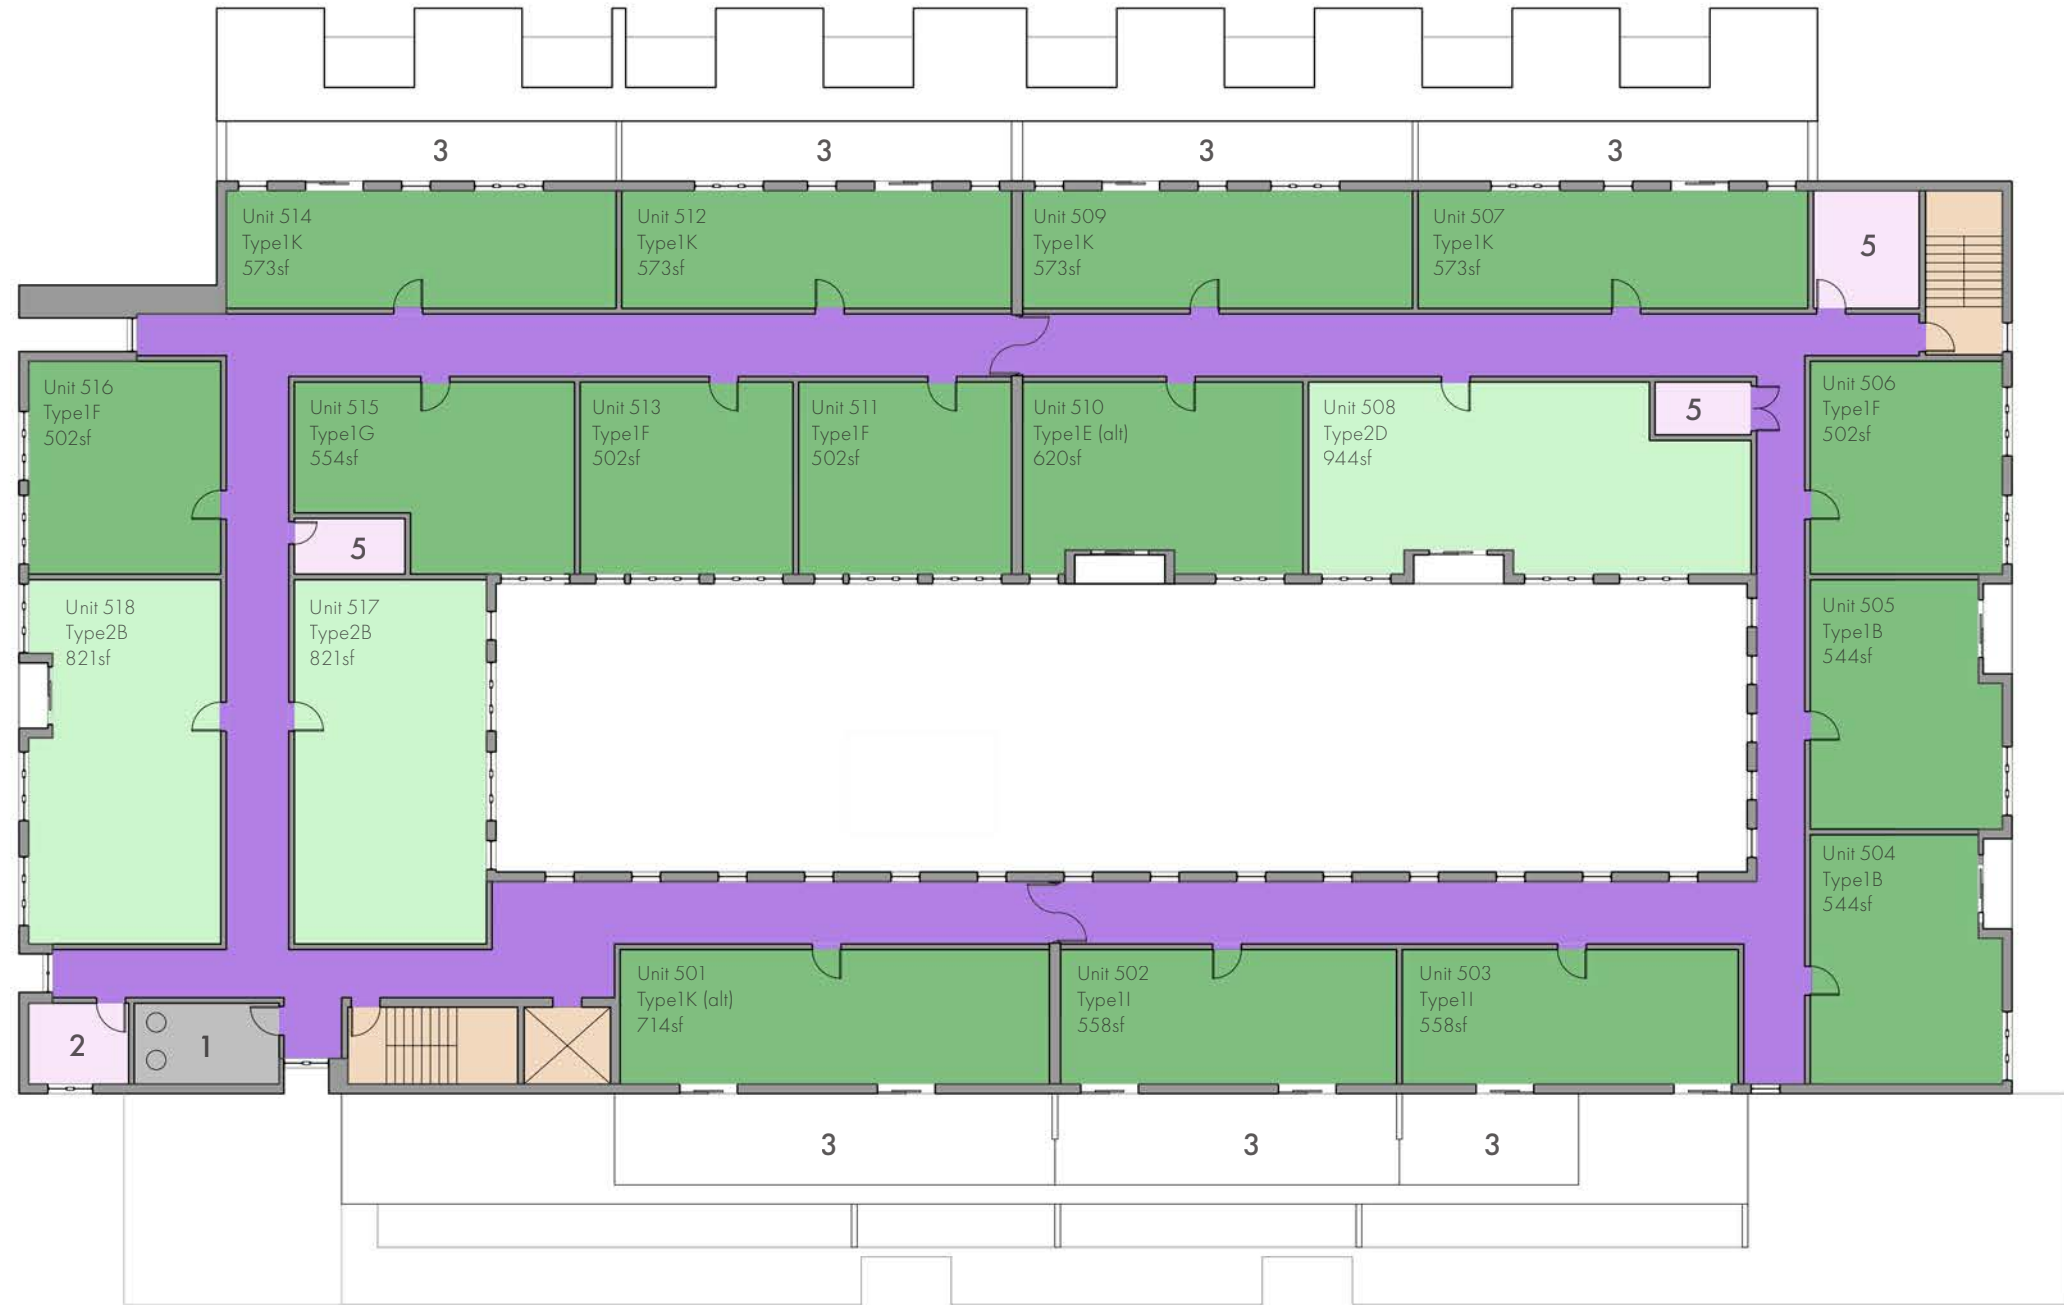 3
3
3
3
Unit 514
Type1K
573sf
Unit 512
Type1K
573sf
Unit 509
Type1K
573sf
Unit 507
Type1K
573sf
5
Unit 516
Type1F
502sf
Unit 515
Type1G
554sf
Unit 513
Type1F
502sf
Unit 511
Type1F
502sf
Unit 510
Type1E (alt)
620sf
Unit 508
Type2D
944sf
5
Unit 506
Type1F
502sf
5
Unit 518
Type2B
821sf
Unit 517
Type2B
821sf
Unit 505
Type1B
544sf
Unit 504
Type1B
544sf
Unit 501
Type1K (alt)
714sf
Unit 502
Type1I
558sf
Unit 503
Type1I
558sf
2
1
3
3
3